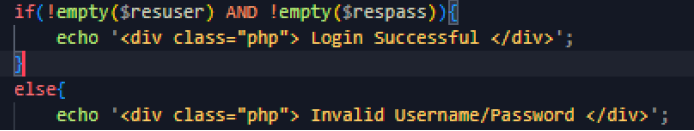 if(!empty($resuser) AND !empty($respass)){
echo '<div class="php"> Login Successful </div>';
}
else{
echo '<div class="php"> Invalid Username/Password </div>';